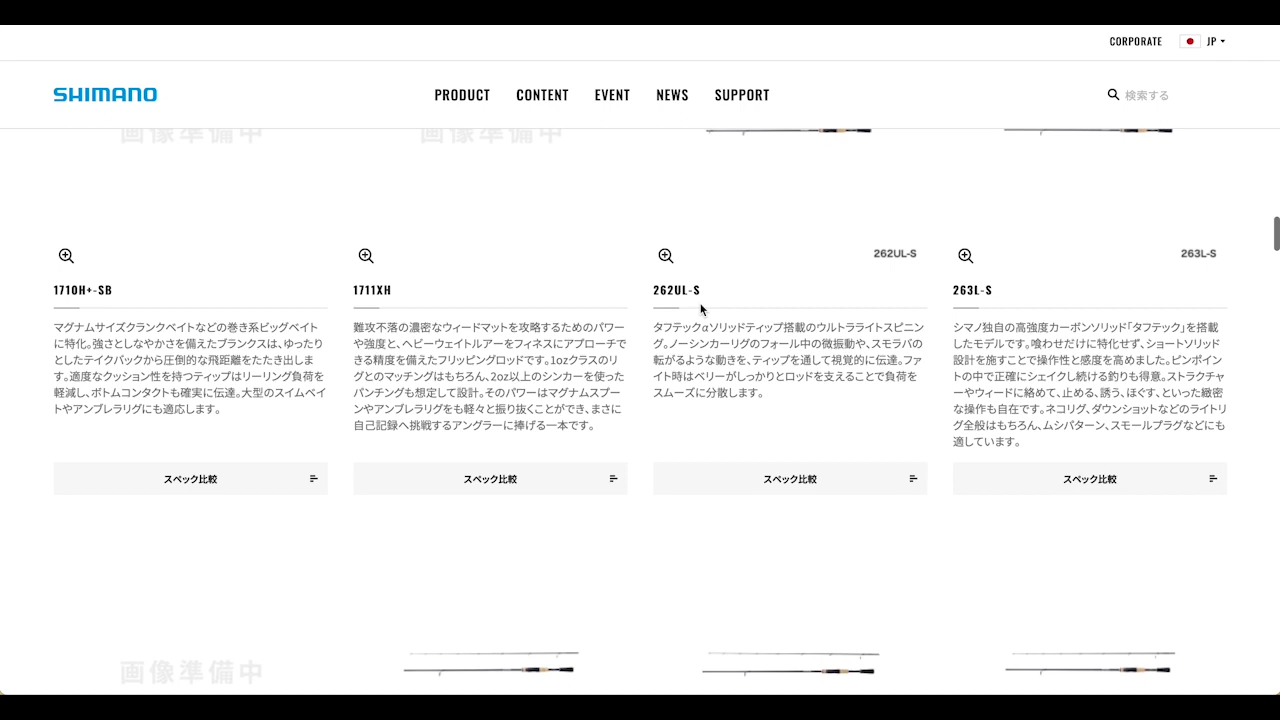 CORPORATE
JP
SHIMANO
PRODUCT
CONTENT
EVENT
NEWS
SUPPORT
検索する
画像準備中
画像準備中
262UL-S
263L-S
1710H+-SB
マグナムサイズクランクベイトなどの巻き系ビッグベイト
に特化。強さとしなやかさを備えたブランクスは、ゆったり
としたテイクバックから圧倒的な飛距離をたたき出しま
す。適度なクッション性を持つティップはリーリング負荷を
軽減し、ボトムコンタクトも確実に伝達。大型のスイムベイ
トやアンブレラリグにも適応します。
スペック比較
1711XH
難攻不落の濃密なウィードマットを攻略するためのパワー
や強度と、ヘビーウェイトルアーをフィネスにアプローチで
きる精度を備えたフリッピングロッドです。1ozクラスのリ
グとのマッチングはもちろん、2oz以上のシンカーを使った
パンチングも想定して設計。そのパワーはマグナムスプー
ンやアンブレラリグをも軽々と振り抜くことができ、まさに
自己記録へ挑戦するアングラーに捧げる一本です。
スペック比較
262UL-S
タフテックαソリッドティップ搭載のウルトラライトスピニン
グ。ノーシンカーリグのフォール中の微振動や、スモラバの
転がるような動きを、ティップを通して視覚的に伝達。ファ
イト時はベリーがしっかりとロッドを支えることで負荷を
スムーズに分散します。
スペック比較
263L-S
シマノ独自の高強度カーボンソリッド「タフテック」を搭載
したモデルです。喰わせだけに特化せず、ショートソリッド
設計を施すことで操作性と感度を高めました。ピンポイン
トの中で正確にシェイクし続ける釣りも得意。ストラクチャ
ーやウィードに絡めて、止める、誘う、ほぐす、といった緻密
な操作も自在です。ネコリグ、ダウンショットなどのライトリ
グ全般はもちろん、ムシパターン、スモールプラグなどにも
適しています。
スペック比較
画像準備中